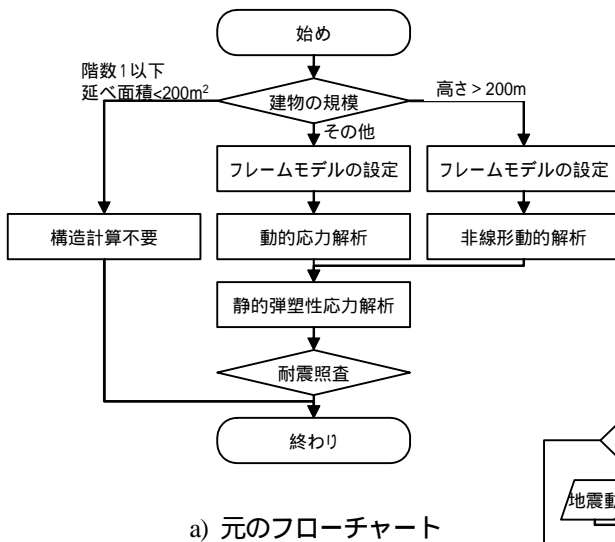 始め
階数1以下
延べ面積<200m²
建物の規模
高さ>200m
その他
フレームモデルの設定
フレームモデルの設定
構造計算不要
動的応力解析
非線形動的解析
静的弾塑性応力解析
耐震照査
終わり
地震動
a) 元のフローチャート